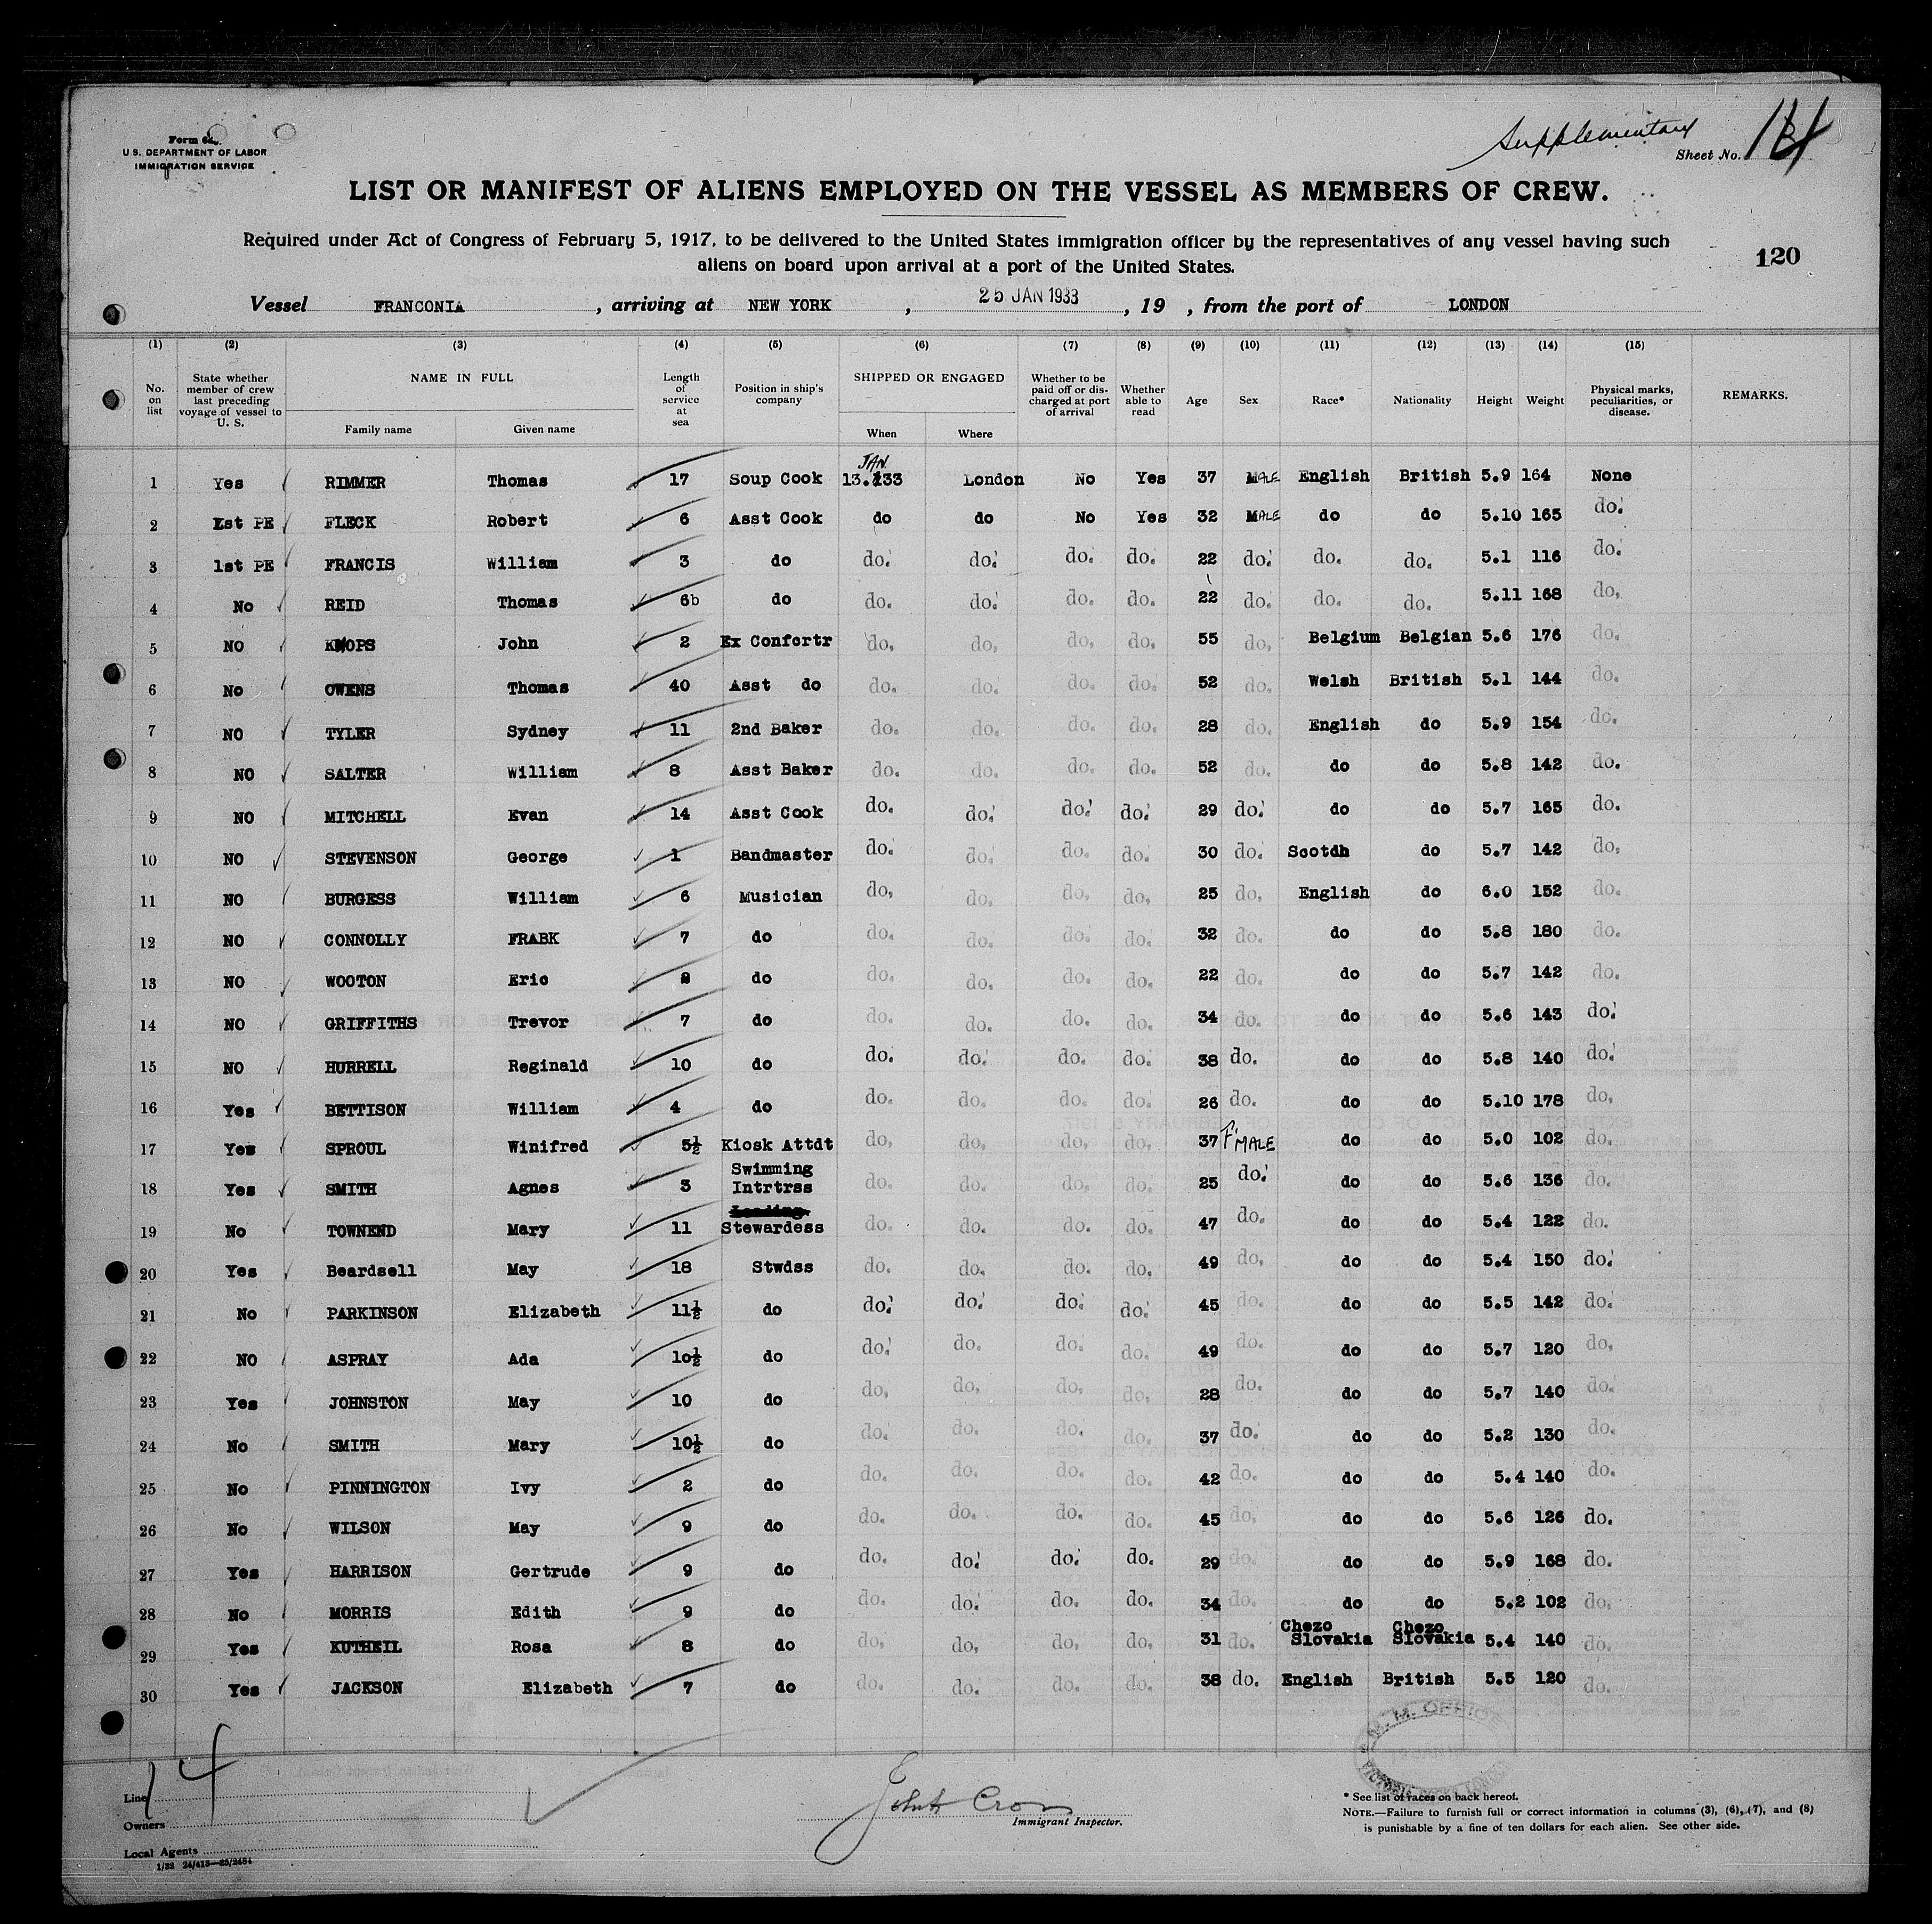 Form 6
U. S. DEPARTMENT OF LABOR
IMMIGRATION SERVICE
Supplementary
Sheet No.
LIST OR MANIFEST OF ALIENS EMPLOYED ON THE VESSEL AS MEMBERS OF CREW.
Required under Act of Congress of February 5, 1917, to be delivered to the United States immigration officer by the representatives of any vessel having such
aliens on board upon arrival at a port of the United States.
120
Vessel FRANCONIA , arriving at NEW YORK , 25 JAN 1933 , 19 , from the port of LONDON
(1) (2) (3) (4) (5) (6) (7) (8) (9) (10) (11) (12) (13) (14) (15)
No. on list State whether member of crew last preceding voyage of vessel to U. S. NAME IN FULL Family name Given name Length of service at sea Position in ship's company SHIPPED OR ENGAGED When Where Whether to be paid off or discharged at port of arrival Whether able to read Age Sex Race* Nationality Height Weight Physical marks, peculiarities, or disease. REMARKS.
1 Yes RIMMER Thomas 17 Soup Cook JAN 13.133 London No Yes 37 MALE English British 5.9 164 None
2 1st PE FLECK Robert 6 Asst Cook do do No Yes 32 MALE do do 5.10 165 do.
3 1st PE FRANCIS William 3 do do. do. do. do. 22 do. do. do. 5.1 116 do.
4 No REID Thomas 6b do do. do. do. do. 22 do. do. do. 5.11 168 do.
5 NO KNOPS John 2 Ex Confctr do. do. do. do. 55 do. Belgium Belgian 5.6 176 do.
6 No OWENS Thomas 40 Asst do do. do. do. do. 52 do. Welsh British 5.1 144 do.
7 NO TYLER Sydney 11 2nd Baker do. do. do. do. 28 do. English do 5.9 154 do.
8 NO SALTER William 8 Asst Baker do. do. do. do. 52 do. do do 5.8 142 do.
9 NO MITCHELL Evan 14 Asst Cook do. do. do. do. 29 do. do do 5.7 165 do.
10 NO STEVENSON George 1 Bandmaster do. do. do. do. 30 do. Scotch do 5.7 142 do.
11 NO BURGESS William 6 Musician do. do. do. do. 25 do. English do 6.0 152 do.
12 NO CONNOLLY FRABK 7 do do. do. do. do. 32 do. do do 5.8 180 do.
13 NO WOOTON Eric do do. do. do. do. 22 do. do do 5.7 142 do.
14 NO GRIFFITHS Trevor 7 do do. do. do. do. 34 do. do do 5.6 143 do.
15 NO HURRELL Reginald 10 do do. do. do. do. 38 do. do do 5.8 140 do.
16 Yes BETTISON William 4 do do. do. do. do. 26 do. do do 5.10 178 do.
17 Yes SPROUL Winifred 5½ Kiosk Attdt do. do. do. do. 37 F'MALE do do 5.0 102 do.
18 Yes SMITH Agnes 3 Swimming Intrtrss do. do. do. do. 25 do. do do 5.6 136 do.
19 No TOWNEND Mary 11 Stewardess do. do. do. do. 47 do. do do 5.4 122 do.
20 Yes Beardsell May 18 Stwdss do. do. do. do. 49 do. do do 5.4 150 do.
21 No PARKINSON Elizabeth 11½ do do. do. do. do. 45 do. do do 5.5 142 do.
22 NO ASPRAY Ada 10½ do do. do. do. do. 49 do. do do 5.7 120 do.
23 Yes JOHNSTON May 10 do do. do. do. do. 28 do. do do 5.7 140 do.
24 No SMITH Mary 10½ do do. do. do. do. 37 do. do do 5.2 130 do.
25 No PINNINGTON Ivy 2 do do. do. do. do. 42 do. do do 5.4 140 do.
26 No WILSON May 9 do do. do. do. do. 45 do. do do 5.6 126 do.
27 Yes HARRISON Gertrude 9 do do. do. do. do. 29 do. do do 5.9 168 do.
28 No MORRIS Edith 9 do do. do. do. do. 34 do. do do 5.2 102 do.
29 Yes KUTHEIL Rosa 8 do do. do. do. do. 31 do. Chezo Slovakia Chezo Slovakia 5.4 140 do.
30 Yes JACKSON Elizabeth 7 do do. do. do. do. 38 do. English British 5.5 120 do.
M. M. OFFICE
14
Line
Owners
Local Agents
1/32 24/413—25/2484
John Cron
Immigrant Inspector.
* See list of races on back hereof.
NOTE.—Failure to furnish full or correct information in columns (3), (6), (7), and (8)
is punishable by a fine of ten dollars for each alien. See other side.